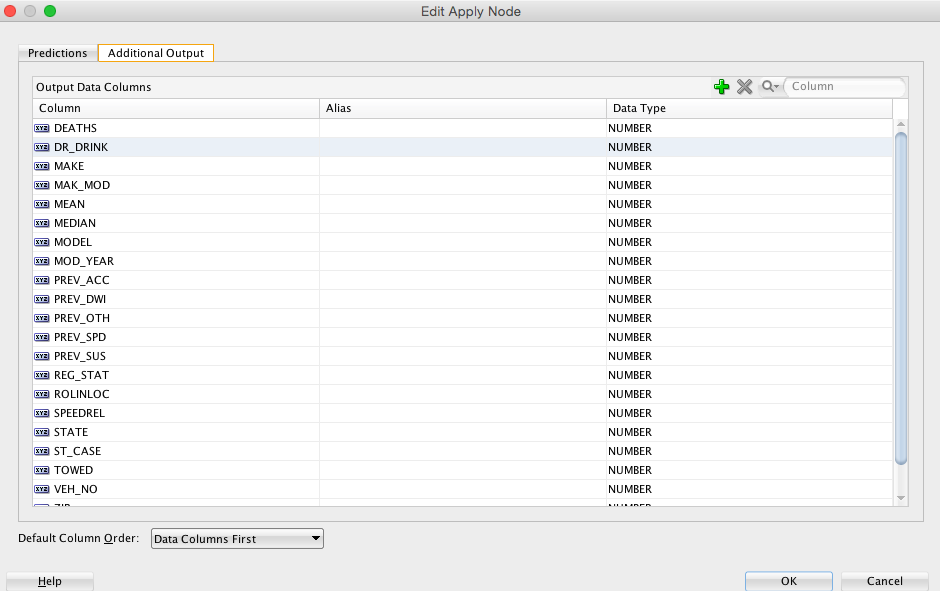 Edit Apply Node
Predictions Additional Output
Output Data Columns Column
Column Alias Data Type
DEATHS NUMBER
DR_DRINK NUMBER
MAKE NUMBER
MAK_MOD NUMBER
MEAN NUMBER
MEDIAN NUMBER
MODEL NUMBER
MOD_YEAR NUMBER
PREV_ACC NUMBER
PREV_DWI NUMBER
PREV_OTH NUMBER
PREV_SPD NUMBER
PREV_SUS NUMBER
REG_STAT NUMBER
ROLINLOC NUMBER
SPEEDREL NUMBER
STATE NUMBER
ST_CASE NUMBER
TOWED NUMBER
VEH_NO NUMBER
Default Column Order: Data Columns First
Help OK Cancel